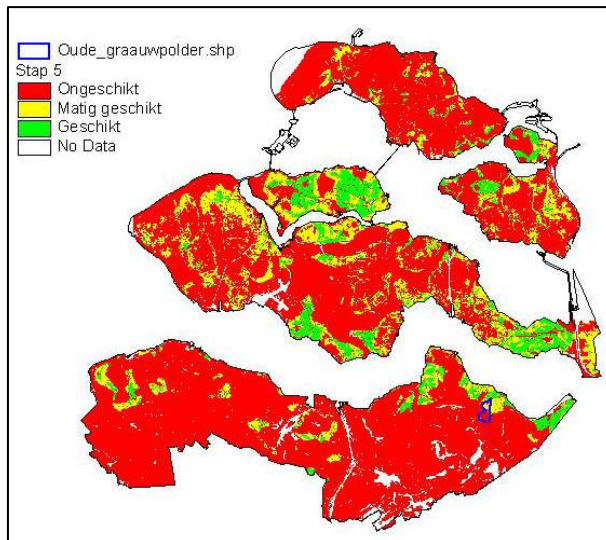 Oude_graauwpolder.shp
Stap 5
Ongeschikt
Matig geschikt
Geschikt
No Data